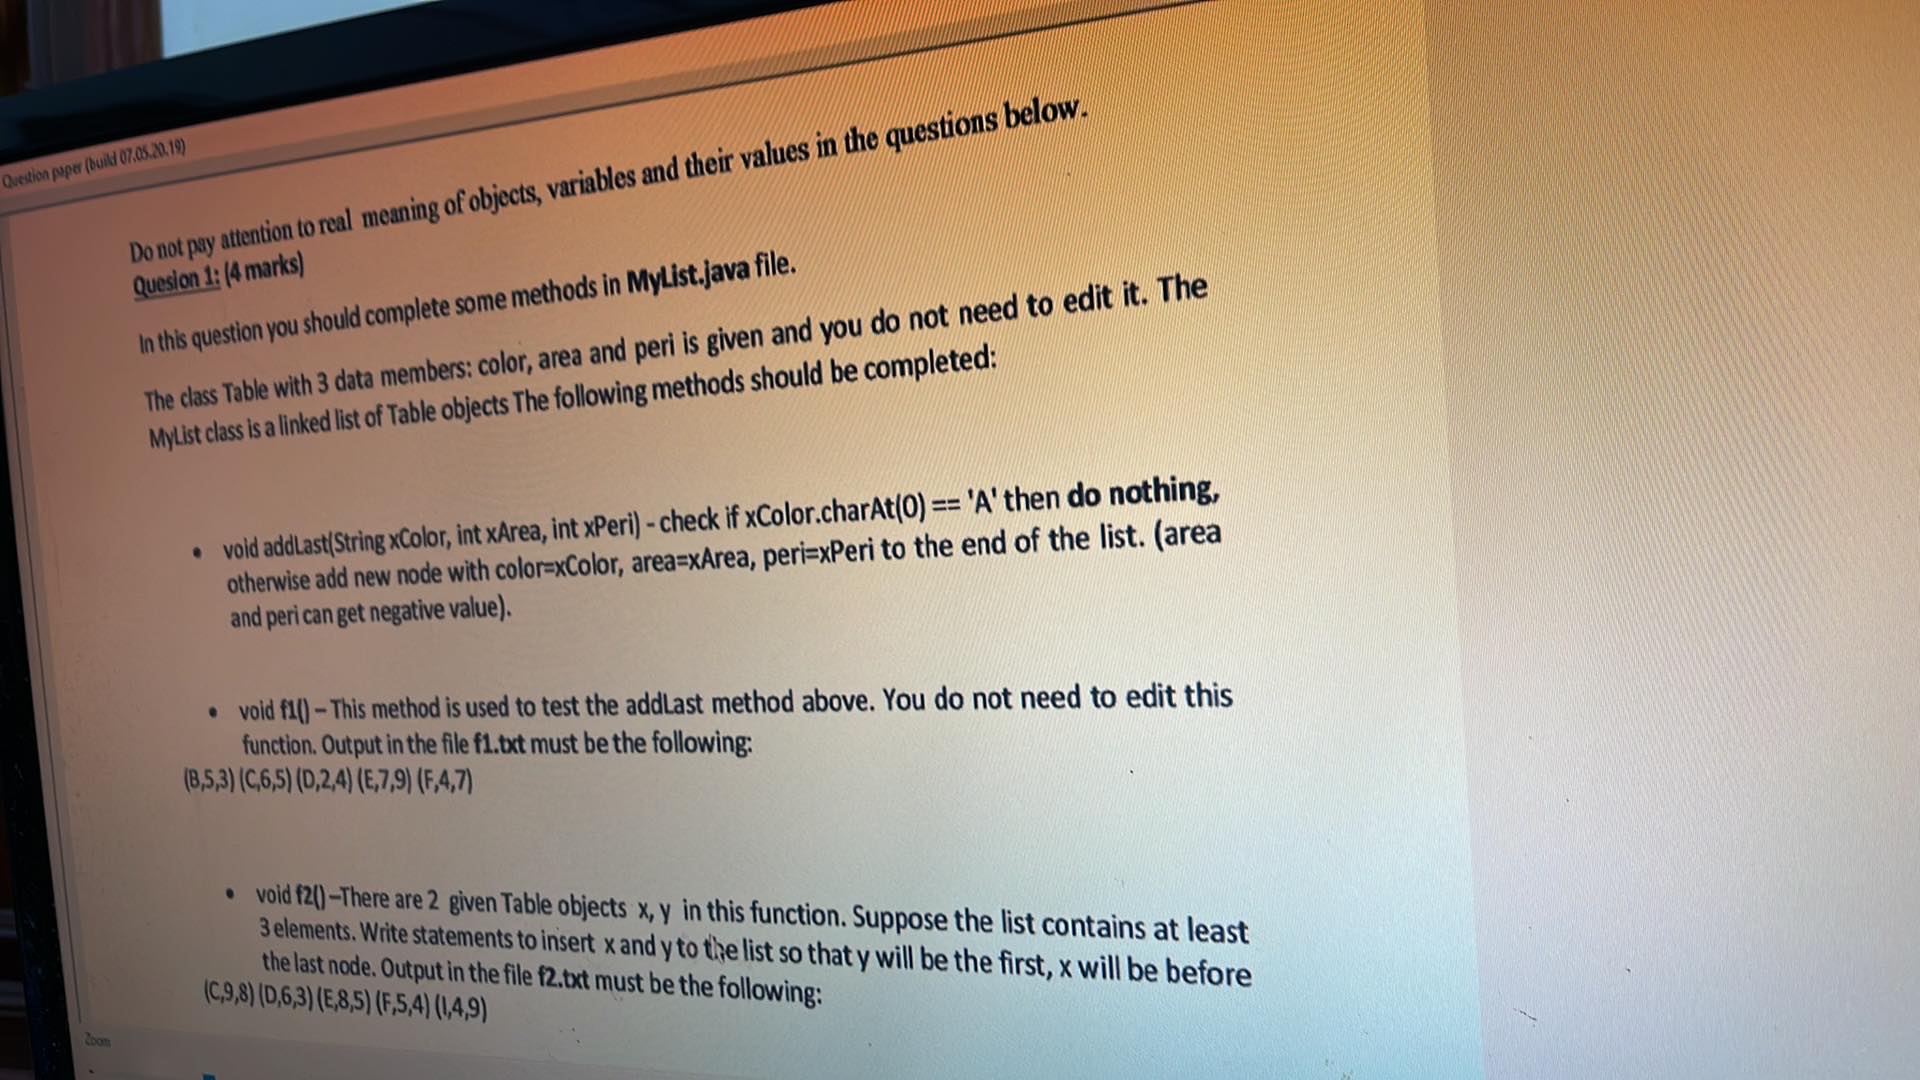 Question paper (build 07.05.20.19)
Do not pay attention to real meaning of objects, variables and their values in the questions below.
Quesion 1: (4 marks)
In this question you should complete some methods in MyList.java file.
The class Table with 3 data members: color, area and peri is given and you do not need to edit it. The
MyList class is a linked list of Table objects The following methods should be completed:
• void addLast(String xColor, int xArea, int xPeri) - check if xColor.charAt(0) == 'A' then do nothing,
otherwise add new node with color=xColor, area=xArea, peri=xPeri to the end of the list. (area
and peri can get negative value).
• void f1() – This method is used to test the addLast method above. You do not need to edit this
function. Output in the file f1.txt must be the following:
(B,5,3) (C,6,5) (D,2,4) (E,7,9) (F,4,7)
• void f2() –There are 2 given Table objects x, y in this function. Suppose the list contains at least
3 elements. Write statements to insert x and y to the list so that y will be the first, x will be before
the last node. Output in the file f2.txt must be the following:
(C,9,8) (D,6,3) (E,8,5) (F,5,4) (I,4,9)
Zoom